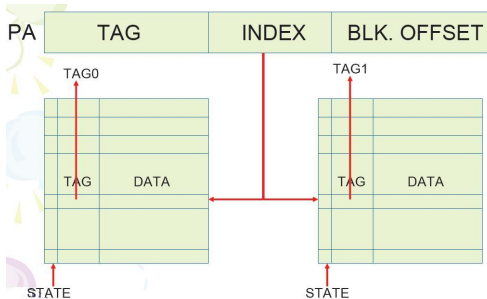 PA TAG INDEX BLK. OFFSET
TAG0 TAG1
TAG DATA TAG DATA
STATE STATE